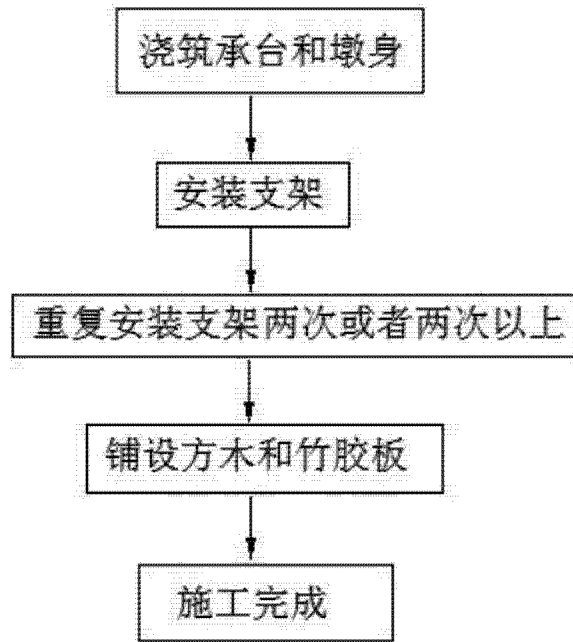 浇筑承台和墩身
安装支架
重复安装支架两次或者两次以上
铺设方木和竹胶板
施工完成